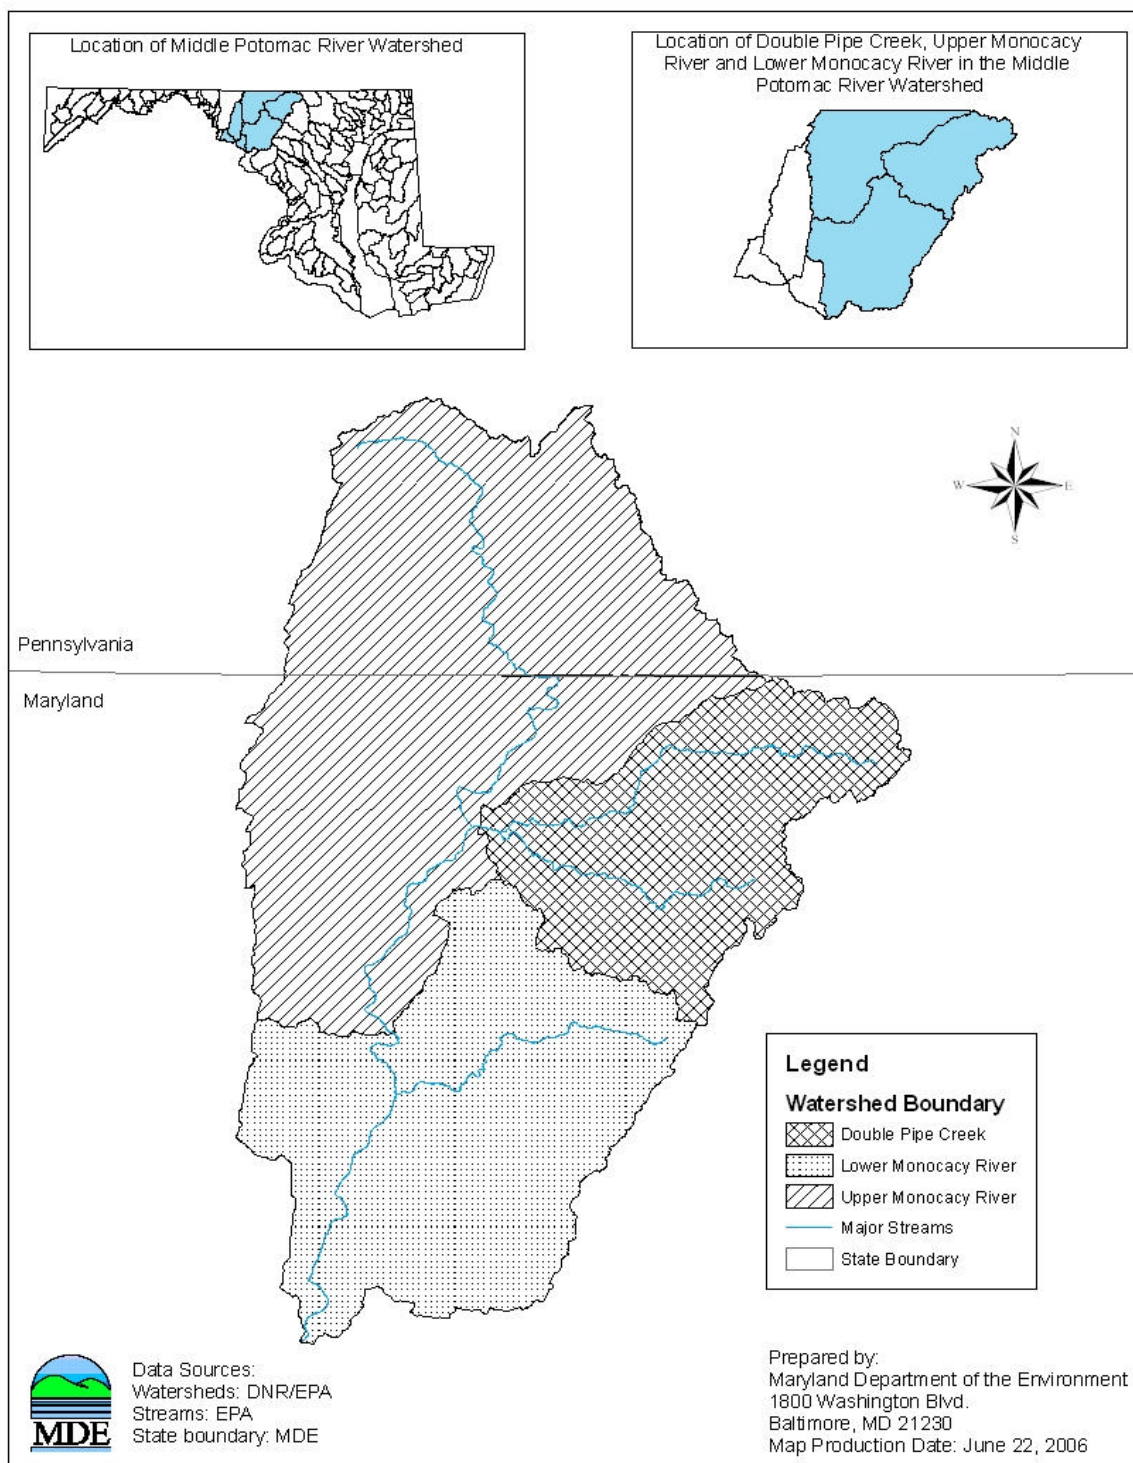 Location of Middle Potomac River Watershed
Location of Double Pipe Creek, Upper Monocacy
River and Lower Monocacy River in the Middle
Potomac River Watershed
N
W
E
S
Pennsylvania
Maryland
Legend
Watershed Boundary
Double Pipe Creek
Lower Monocacy River
Upper Monocacy River
Major Streams
State Boundary
MDE
Data Sources:
Watersheds: DNR/EPA
Streams: EPA
State boundary: MDE
Prepared by:
Maryland Department of the Environment
1800 Washington Blvd.
Baltimore, MD 21230
Map Production Date: June 22, 2006